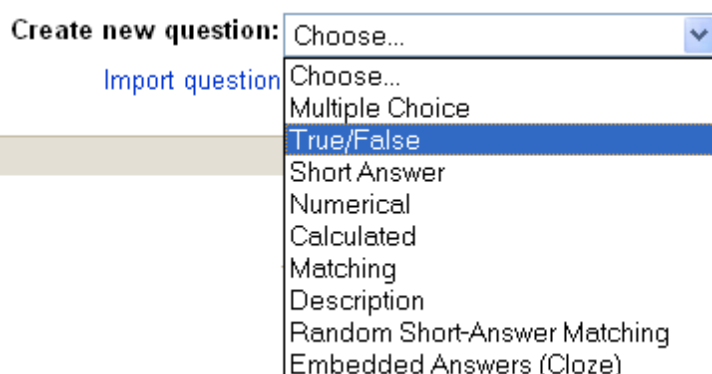 Create new question: Choose...
Import question Choose...
Multiple Choice
True/False
Short Answer
Numerical
Calculated
Matching
Description
Random Short-Answer Matching
Embedded Answers (Cloze)